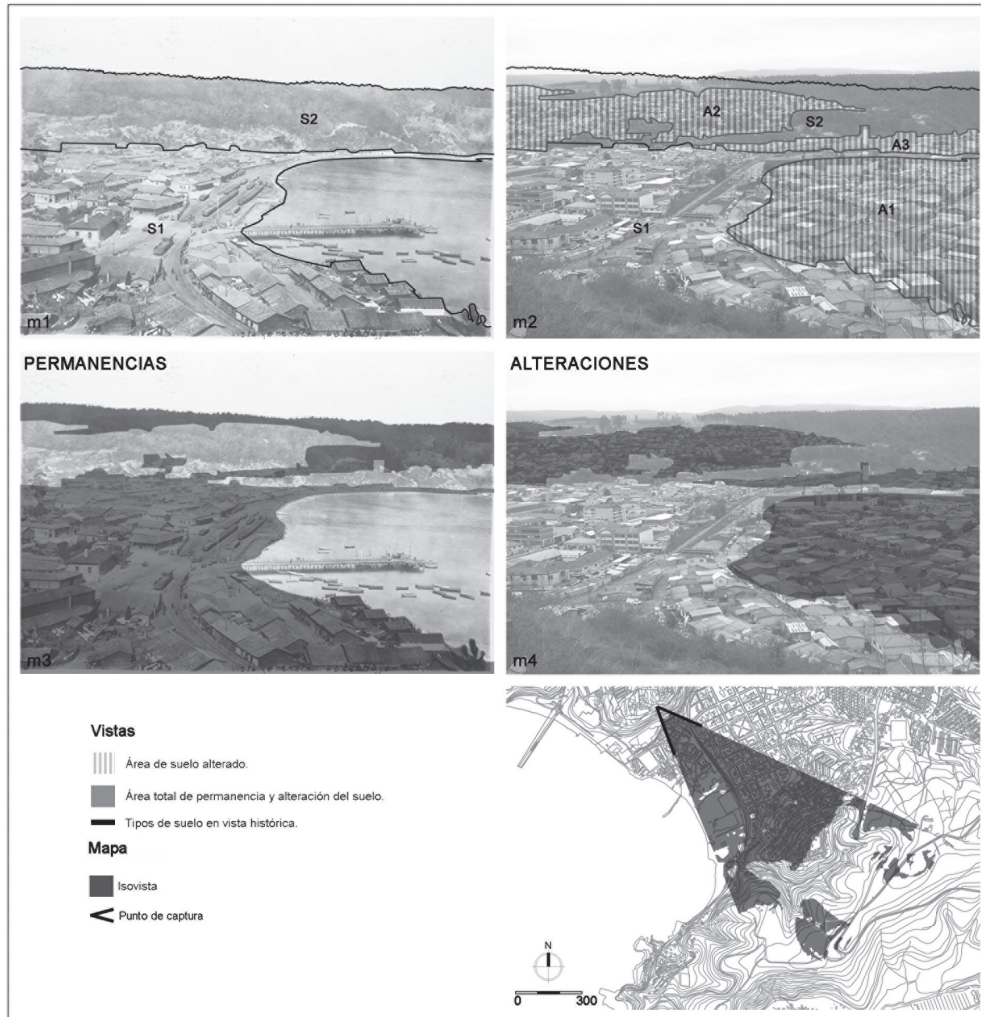 S2
S1
m1
A2
S2
A3
A1
S1
m2
PERMANENCIAS
m3
ALTERACIONES
m4
Vistas
Área de suelo alterado.
Área total de permanencia y alteración del suelo.
Tipos de suelo en vista histórica.
Mapa
Isovista
Punto de captura
N
0 300